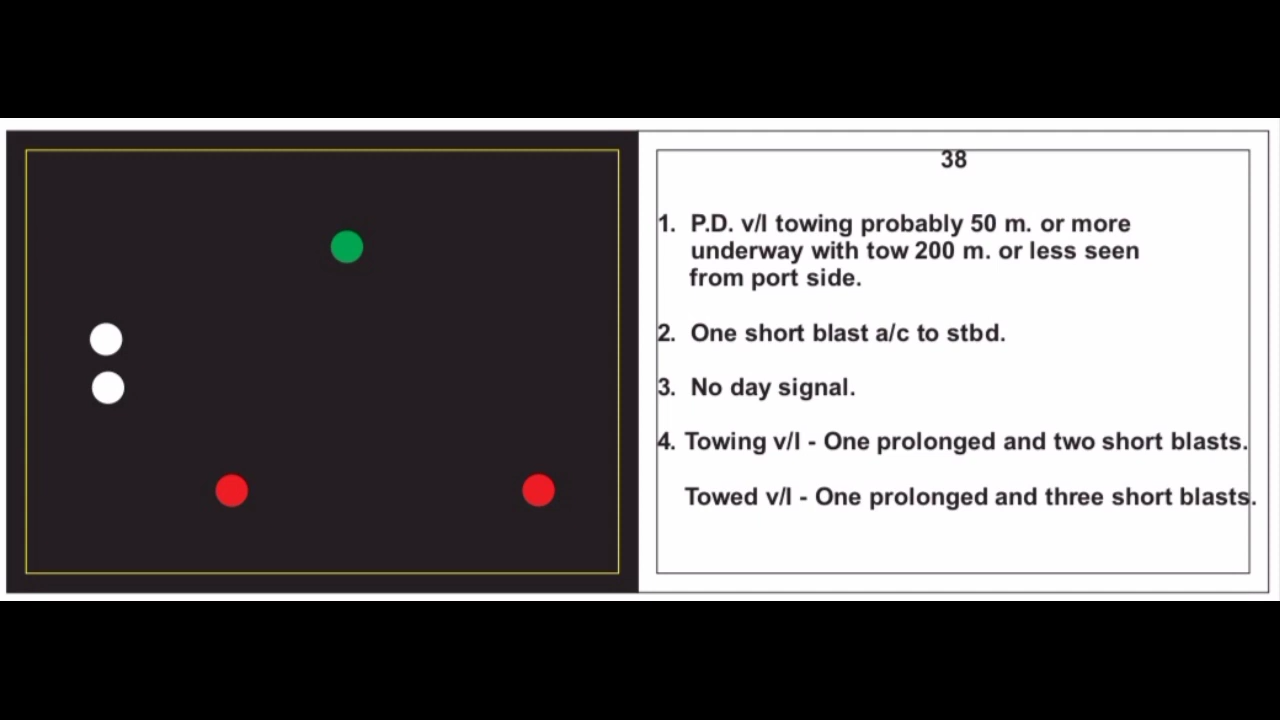 38
1. P.D. v/l towing probably 50 m. or more
underway with tow 200 m. or less seen
from port side.
2. One short blast a/c to stbd.
3. No day signal.
4. Towing v/l - One prolonged and two short blasts.
Towed v/l - One prolonged and three short blasts.